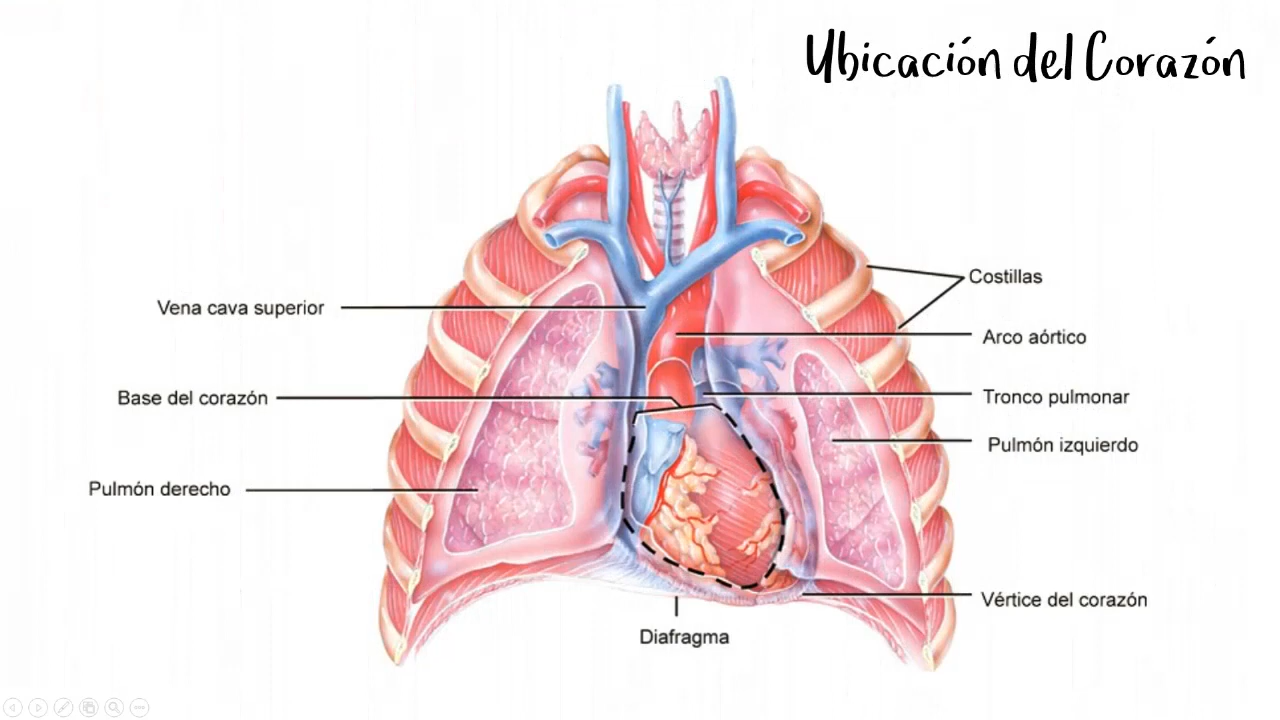 Ubicación del Corazón
Costillas
Vena cava superior
Arco aórtico
Base del corazón
Tronco pulmonar
Pulmón izquierdo
Pulmón derecho
Vértice del corazón
Diafragma